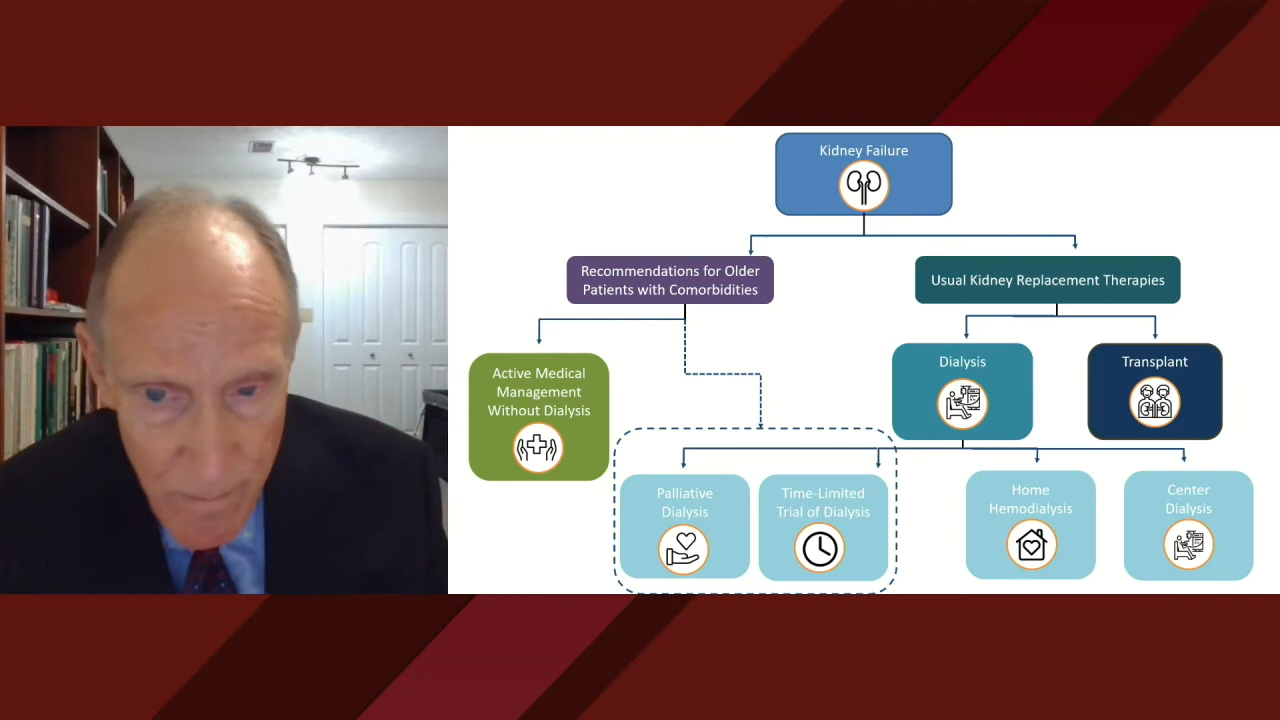 Kidney Failure
Recommendations for Older
Patients with Comorbidities
Usual Kidney Replacement Therapies
Active Medical
Management
Without Dialysis
Dialysis
Transplant
Palliative
Dialysis
Time-Limited
Trial of Dialysis
Home
Hemodialysis
Center
Dialysis